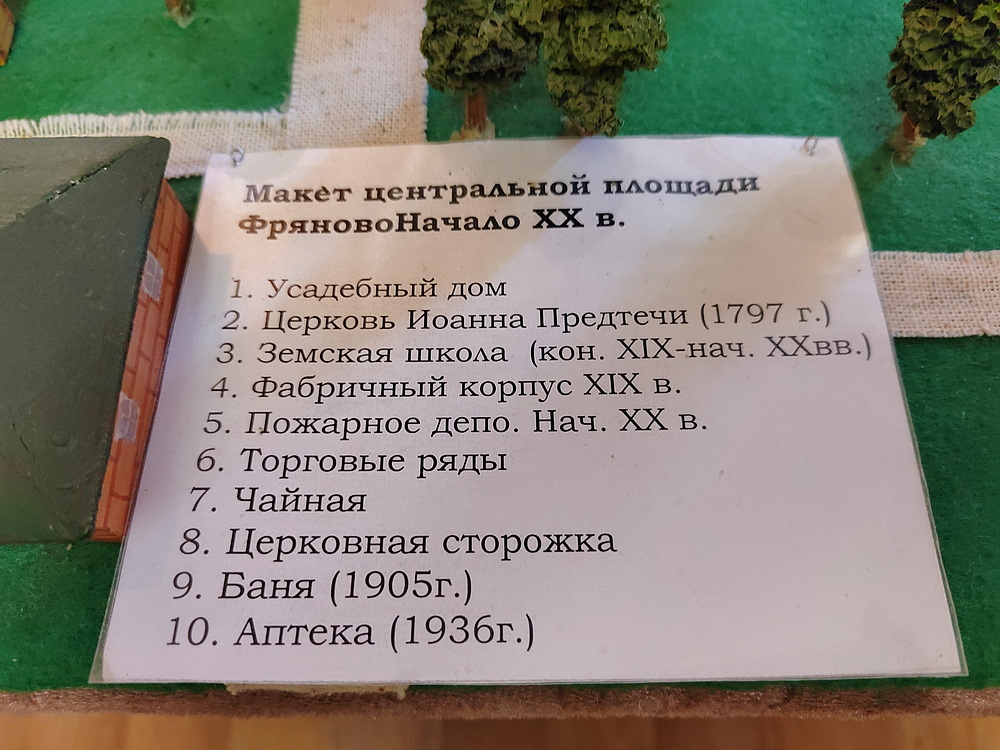 Макет центральной площади
ФряновоНачало XX в.
1. Усадебный дом
2. Церковь Иоанна Предтечи (1797 г.)
3. Земская школа (кон. XIX-нач. XXвв.)
4. Фабричный корпус XIX в.
5. Пожарное депо. Нач. XX в.
6. Торговые ряды
7. Чайная
8. Церковная сторожка
9. Баня (1905г.)
10. Аптека (1936г.)